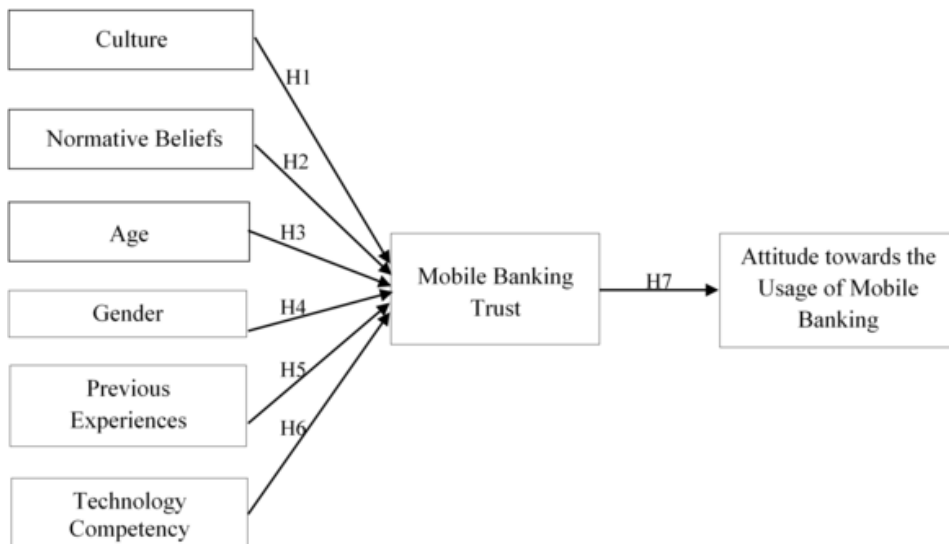 Culture
H1
Normative Beliefs
H2
Age
H3
Gender
H4
Previous
Experiences
H5
Technology
Competency
H6
Mobile Banking
Trust
H7
Attitude towards the
Usage of Mobile
Banking